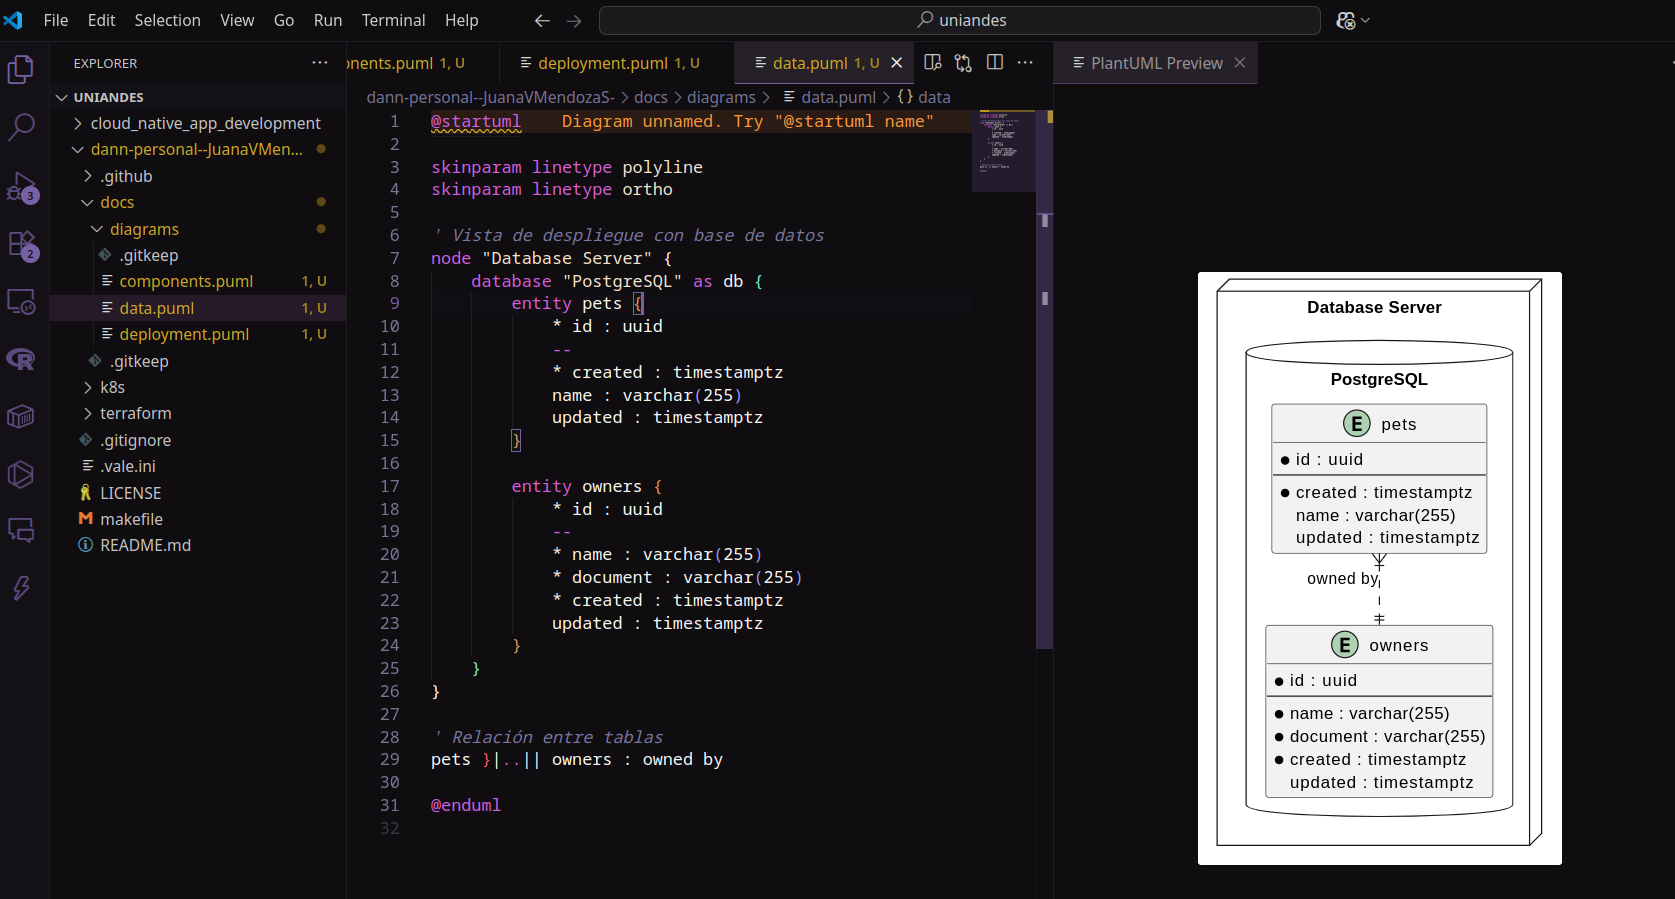 File Edit Selection View Go Run Terminal Help
uniandes
EXPLORER
UNIANDES
cloud_native_app_development
dann-personal--JuanaVMen...
.github
docs
diagrams
.gitkeep
components.puml 1, U
data.puml 1, U
deployment.puml 1, U
.gitkeep
k8s
terraform
.gitignore
.vale.ini
LICENSE
makefile
README.md
3
2
nents.puml 1, U
deployment.puml 1, U
data.puml 1, U
PlantUML Preview
dann-personal--JuanaVMendozaS- > docs > diagrams > data.puml > {} data
1 @startuml Diagram unnamed. Try "@startuml name"
2
3 skinparam linetype polyline
4 skinparam linetype ortho
5
6 ' Vista de despliegue con base de datos
7 node "Database Server" {
8 database "PostgreSQL" as db {
9 entity pets {
10 * id : uuid
11 --
12 * created : timestamptz
13 name : varchar(255)
14 updated : timestamptz
15 }
16
17 entity owners {
18 * id : uuid
19 --
20 * name : varchar(255)
21 * document : varchar(255)
22 * created : timestamptz
23 updated : timestamptz
24 }
25 }
26 }
27
28 ' Relación entre tablas
29 pets }|..|| owners : owned by
30
31 @enduml
32
Database Server
PostgreSQL
E pets
id : uuid
created : timestamptz
name : varchar(255)
updated : timestamptz
owned by
E owners
id : uuid
name : varchar(255)
document : varchar(255)
created : timestamptz
updated : timestamptz